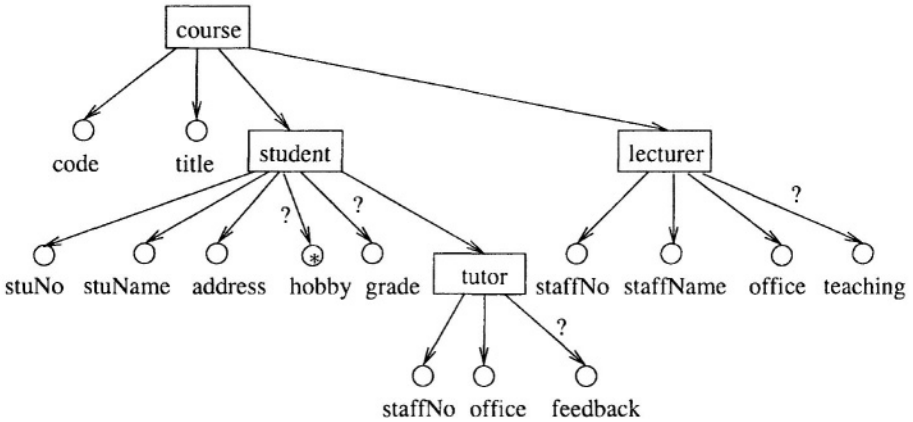 course
code title student lecturer
? ? ?
*
stuNo stuName address hobby grade tutor staffNo staffName office teaching
?
staffNo office feedback